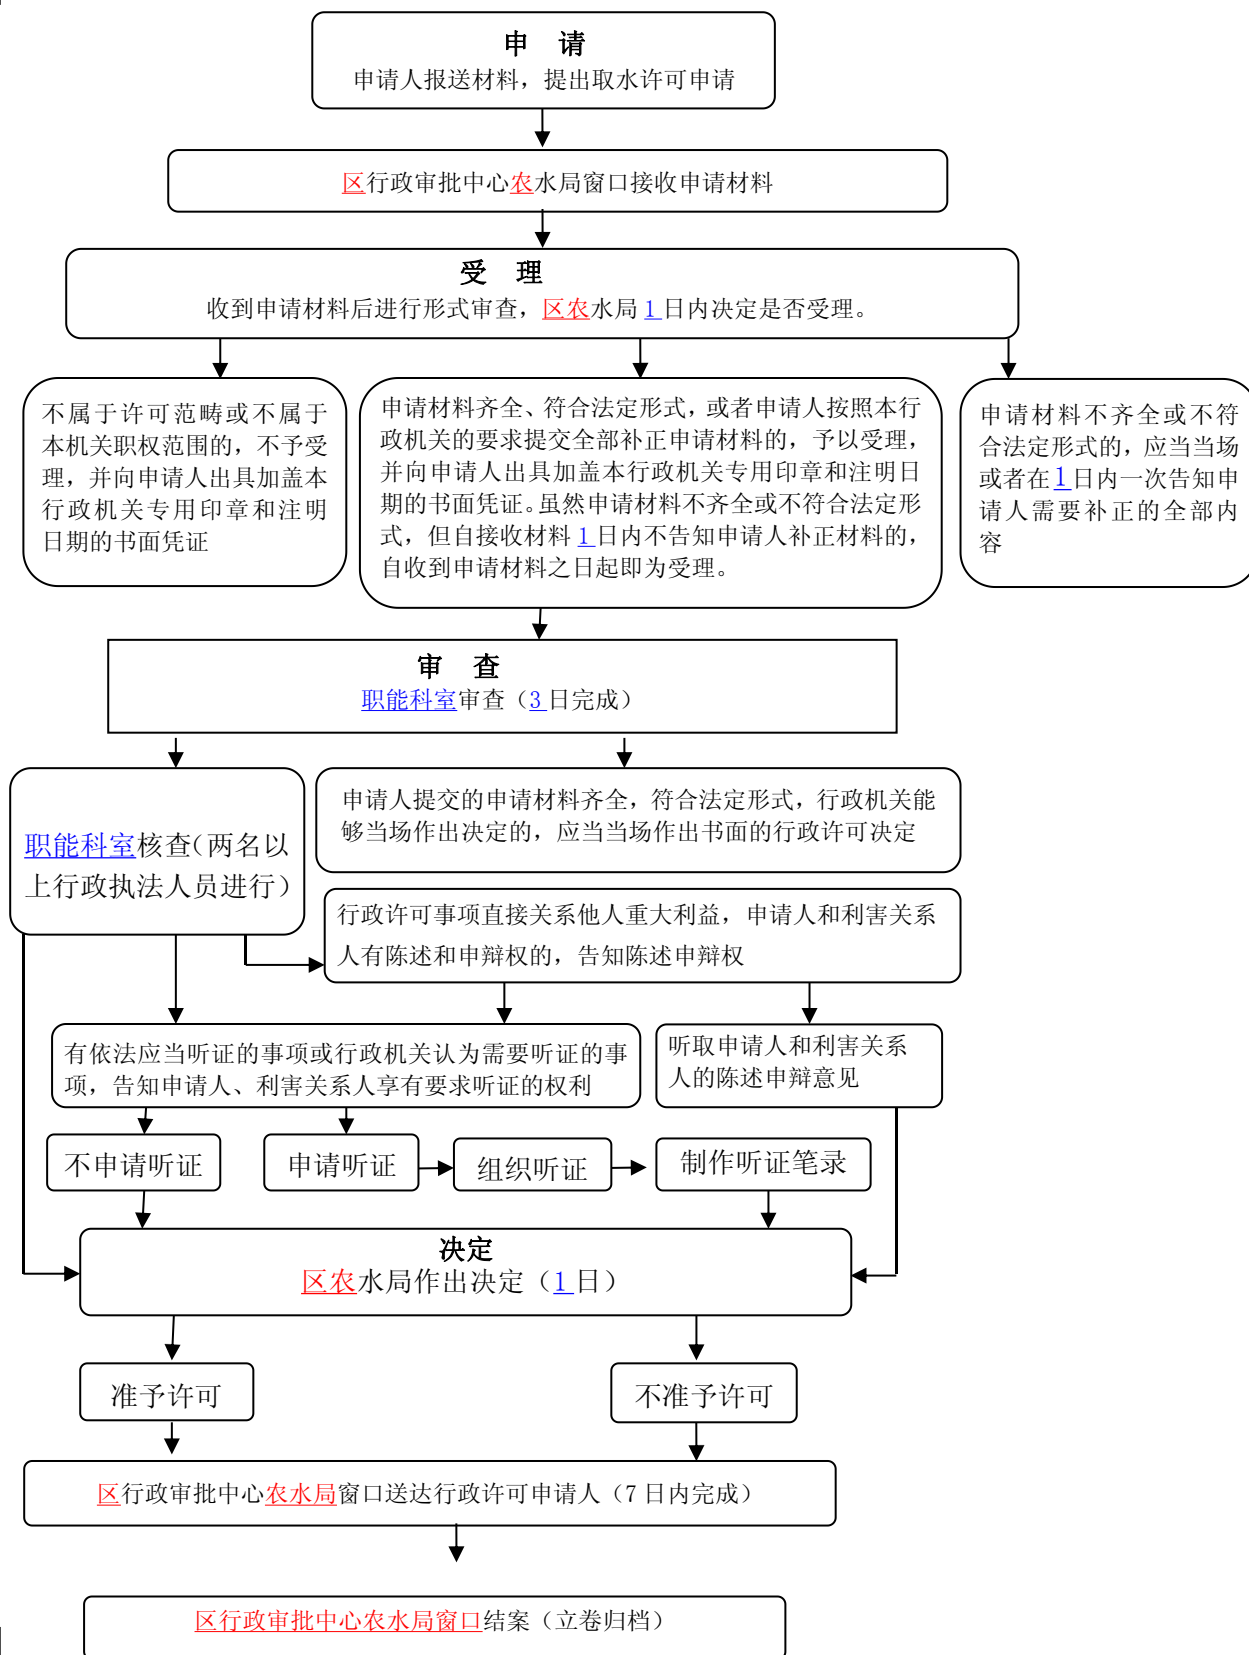 申 请
申请人报送材料，提出取水许可申请
区行政审批中心农水局窗口接收申请材料
受 理
收到申请材料后进行形式审查，区农水局 1 日内决定是否受理。
不属于许可范畴或不属于
本机关职权范围的，不予受
理，并向申请人出具加盖本
行政机关专用印章和注明
日期的书面凭证
申请材料齐全、符合法定形式，或者申请人按照本行
政机关的要求提交全部补正申请材料的，予以受理，
并向申请人出具加盖本行政机关专用印章和注明日
期的书面凭证。虽然申请材料不齐全或不符合法定形
式，但自接收材料 1 日内不告知申请人补正材料的，
自收到申请材料之日起即为受理。
申请材料不齐全或不符
合法定形式的，应当当场
或者在 1 日内一次告知申
请人需要补正的全部内
容
审 查
职能科室审查（3 日完成）
职能科室核查（两名以
上行政执法人员进行）
申请人提交的申请材料齐全，符合法定形式，行政机关能
够当场作出决定的，应当当场作出书面的行政许可决定
行政许可事项直接关系他人重大利益，申请人和利害关系
人有陈述和申辩权的，告知陈述申辩权
有依法应当听证的事项或行政机关认为需要听证的事
项，告知申请人、利害关系人享有要求听证的权利
听取申请人和利害关系
人的陈述申辩意见
不申请听证
申请听证
组织听证
制作听证笔录
决定
区农水局作出决定（1 日）
准予许可
不准予许可
区行政审批中心农水局窗口送达行政许可申请人（7 日内完成）
区行政审批中心农水局窗口结案（立卷归档）